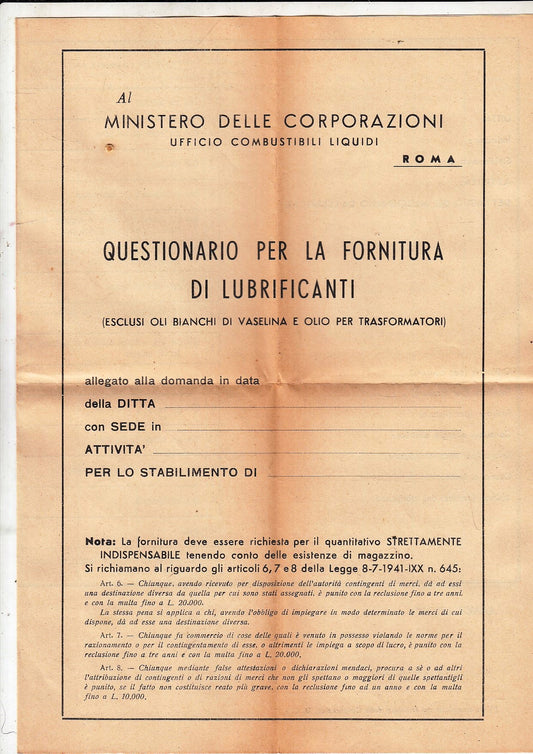 Al
MINISTERO DELLE CORPORAZIONI
UFFICIO COMBUSTIBILI LIQUIDI
ROMA
QUESTIONARIO PER LA FORNITURA
DI LUBRIFICANTI
(ESCLUSI OLI BIANCHI DI VASELINA E OLIO PER TRASFORMATORI)
allegato alla domanda in data
della DITTA
con SEDE in
ATTIVITA'
PER LO STABILIMENTO DI
Nota: La fornitura deve essere richiesta per il quantitativo STRETTAMENTE
INDISPENSABILE tenendo conto delle esistenze di magazzino.
Si richiamano al riguardo gli articoli 6, 7 e 8 della Legge 8-7-1941-IXX n. 645:
Art. 6. - Chiunque, avendo ricevuto per disposizione dell'autorità contingenti di merci, dà ad essi
una destinazione diversa da quella per cui sono stati assegnati, è punito con la reclusione fino a tre anni
e con la multa fino a L. 20.000.
La stessa pena si applica a chi, avendo l'obbligo di impiegare in modo determinato le merci di cui
dispone, dà ad esse una destinazione diversa.
Art. 7. - Chiunque fa commercio di cose delle quali è venuto in possesso violando le norme per il
razionamento o per il contingentamento di esse, o altrimenti le impiega a scopo di lucro, è punito con la
reclusione fino a tre anni e con la multa fino a L. 20.000.
Art. 8. - Chiunque mediante false attestazioni o dichiarazioni mendaci, procura a sè o ad altri
l'attribuzione di contingenti o di razioni di merci che non gli spettano o maggiori di quelle spettantigli
è punito, se il fatto non costituisce reato più grave, con la reclusione fino ad un anno e con la multa
fino a L. 10.000.